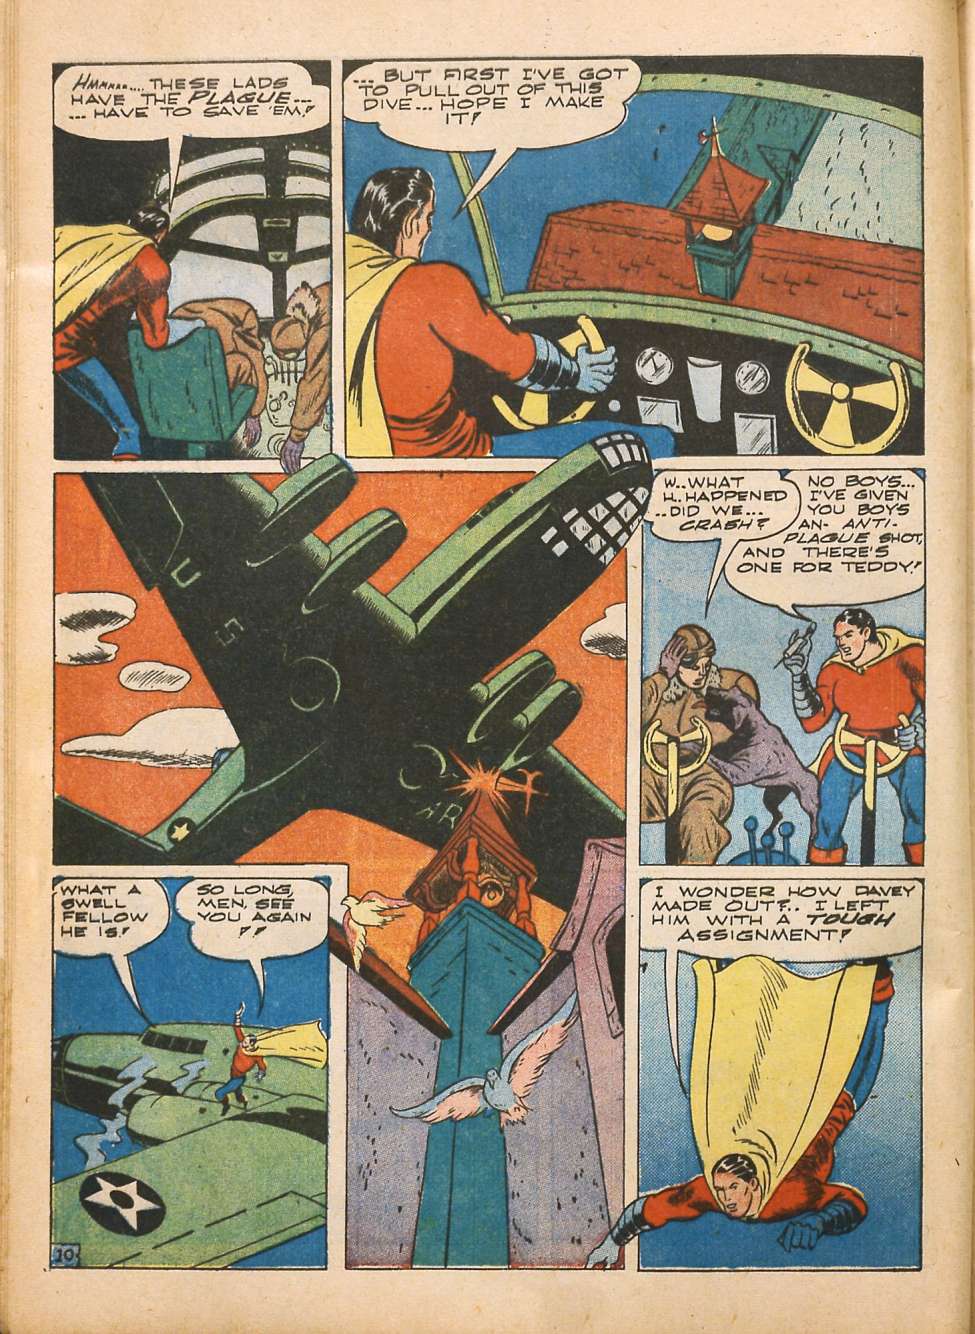 HMMMM.... THESE LADS
HAVE THE PLAGUE...
... HAVE TO SAVE 'EM!
... BUT FIRST I'VE GOT
TO PULL OUT OF THIS
DIVE... HOPE I MAKE
IT!
U
S
AR
W..WHAT
H..HAPPENED
..DID WE...
CRASH?
NO BOYS...
I'VE GIVEN
YOU BOYS
AN- ANTI-
PLAGUE SHOT,
AND THERE'S
ONE FOR TEDDY!
WHAT A
SWELL
FELLOW
HE IS!
SO LONG,
MEN, SEE
YOU AGAIN
!!
I WONDER HOW DAVEY
MADE OUT?.. I LEFT
HIM WITH A TOUGH
ASSIGNMENT!
10